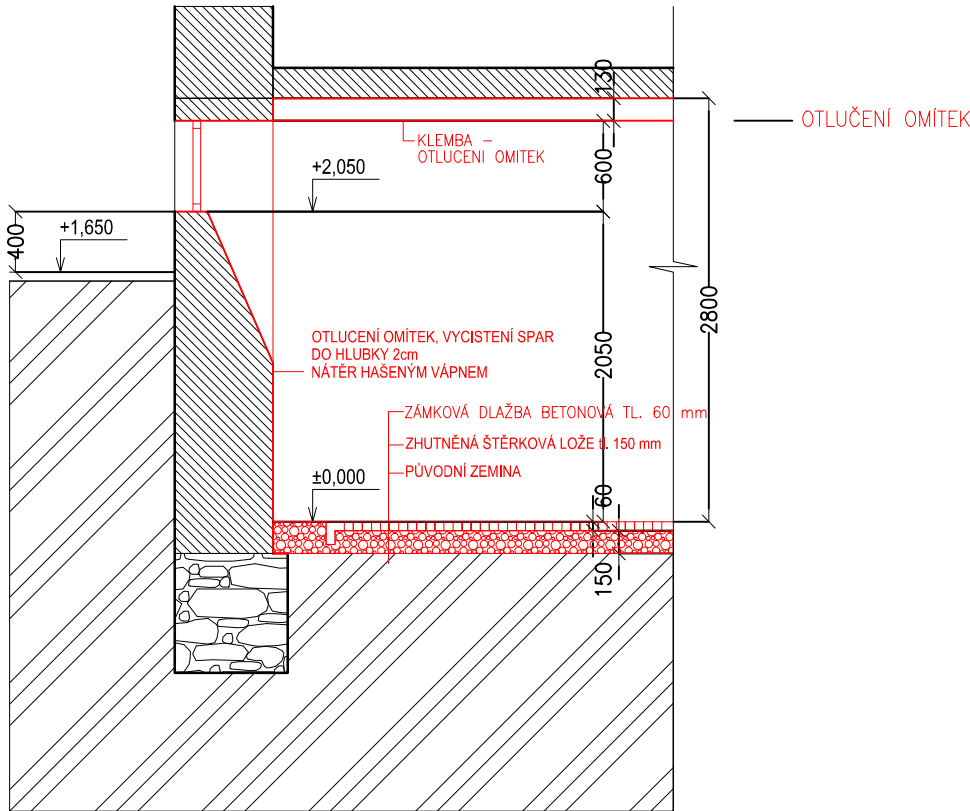 130
OTLUČENÍ OMÍTEK
KLEMBA –
OTLUCENI OMITEK
600
+2,050
+1,650
400
2800
OTLUCENÍ OMÍTEK, VYCISTENÍ SPAR
DO HLUBKY 2cm
NÁTĚR HAŠENÝM VÁPNEM
2050
ZÁMKOVÁ DLAŽBA BETONOVÁ TL. 60 mm
ZHUTNĚNÁ ŠTĚRKOVÁ LOŽE tl. 150 mm
PŮVODNÍ ZEMINA
±0,000
60
150